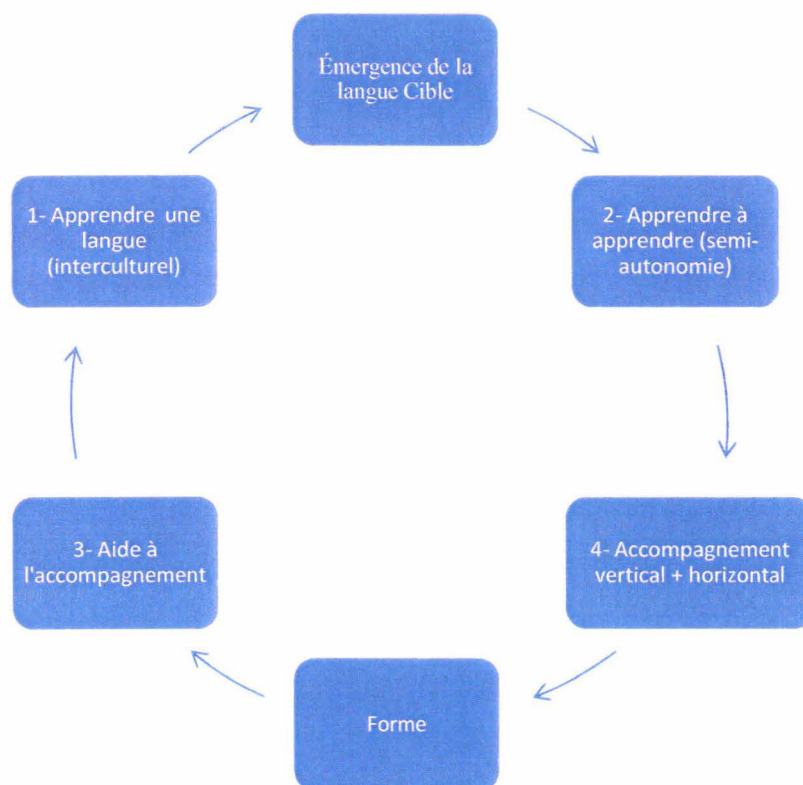 Émergence de la
langue Cible
1- Apprendre une
langue
(interculturel)
2- Apprendre à
apprendre (semi-
autonomie)
3- Aide à
l'accompagnement
4- Accompagnement
vertical + horizontal
Forme